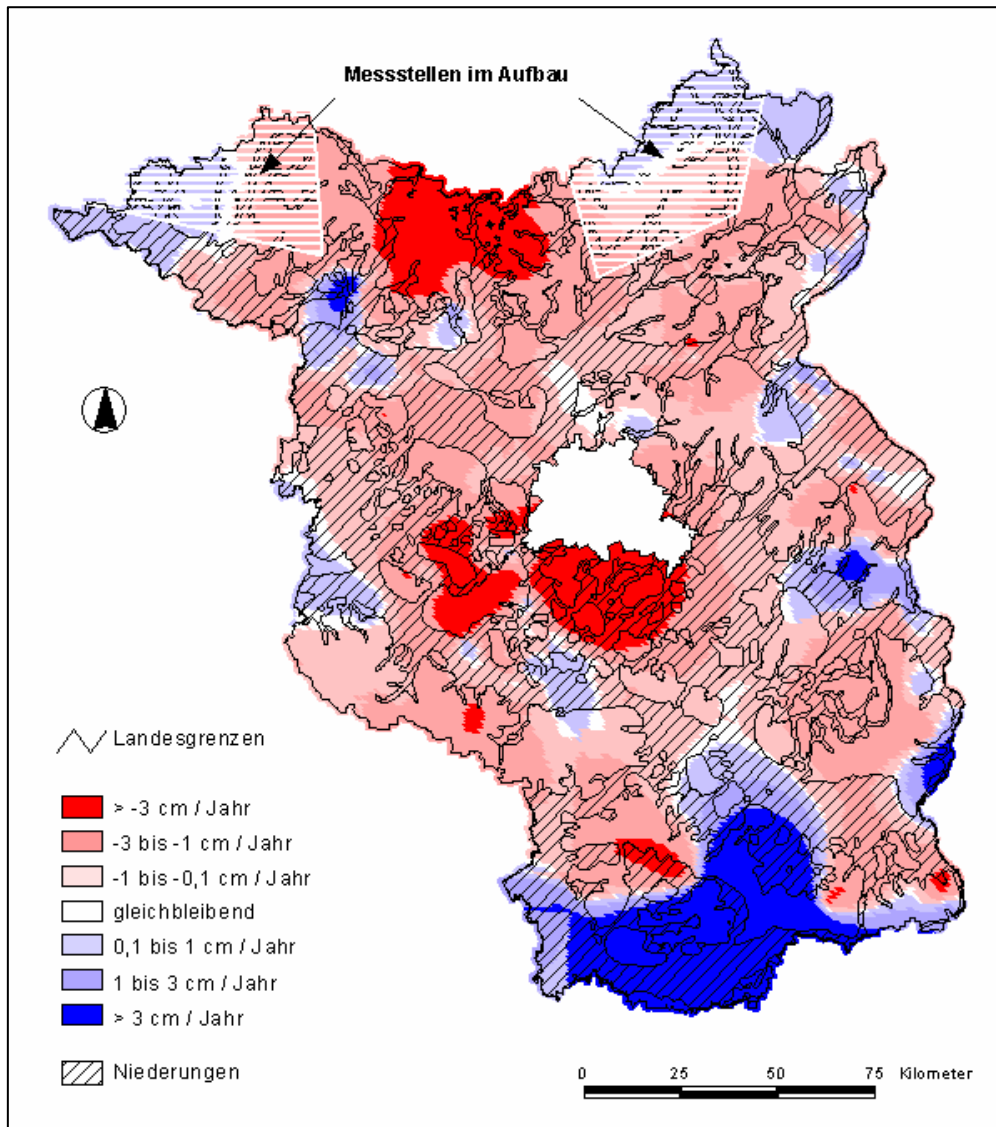 Messstellen im Aufbau
Landesgrenzen
> -3 cm / Jahr
-3 bis -1 cm / Jahr
-1 bis -0,1 cm / Jahr
gleichbleibend
0,1 bis 1 cm / Jahr
1 bis 3 cm / Jahr
> 3 cm / Jahr
Niederungen
0 25 50 75 Kilometer